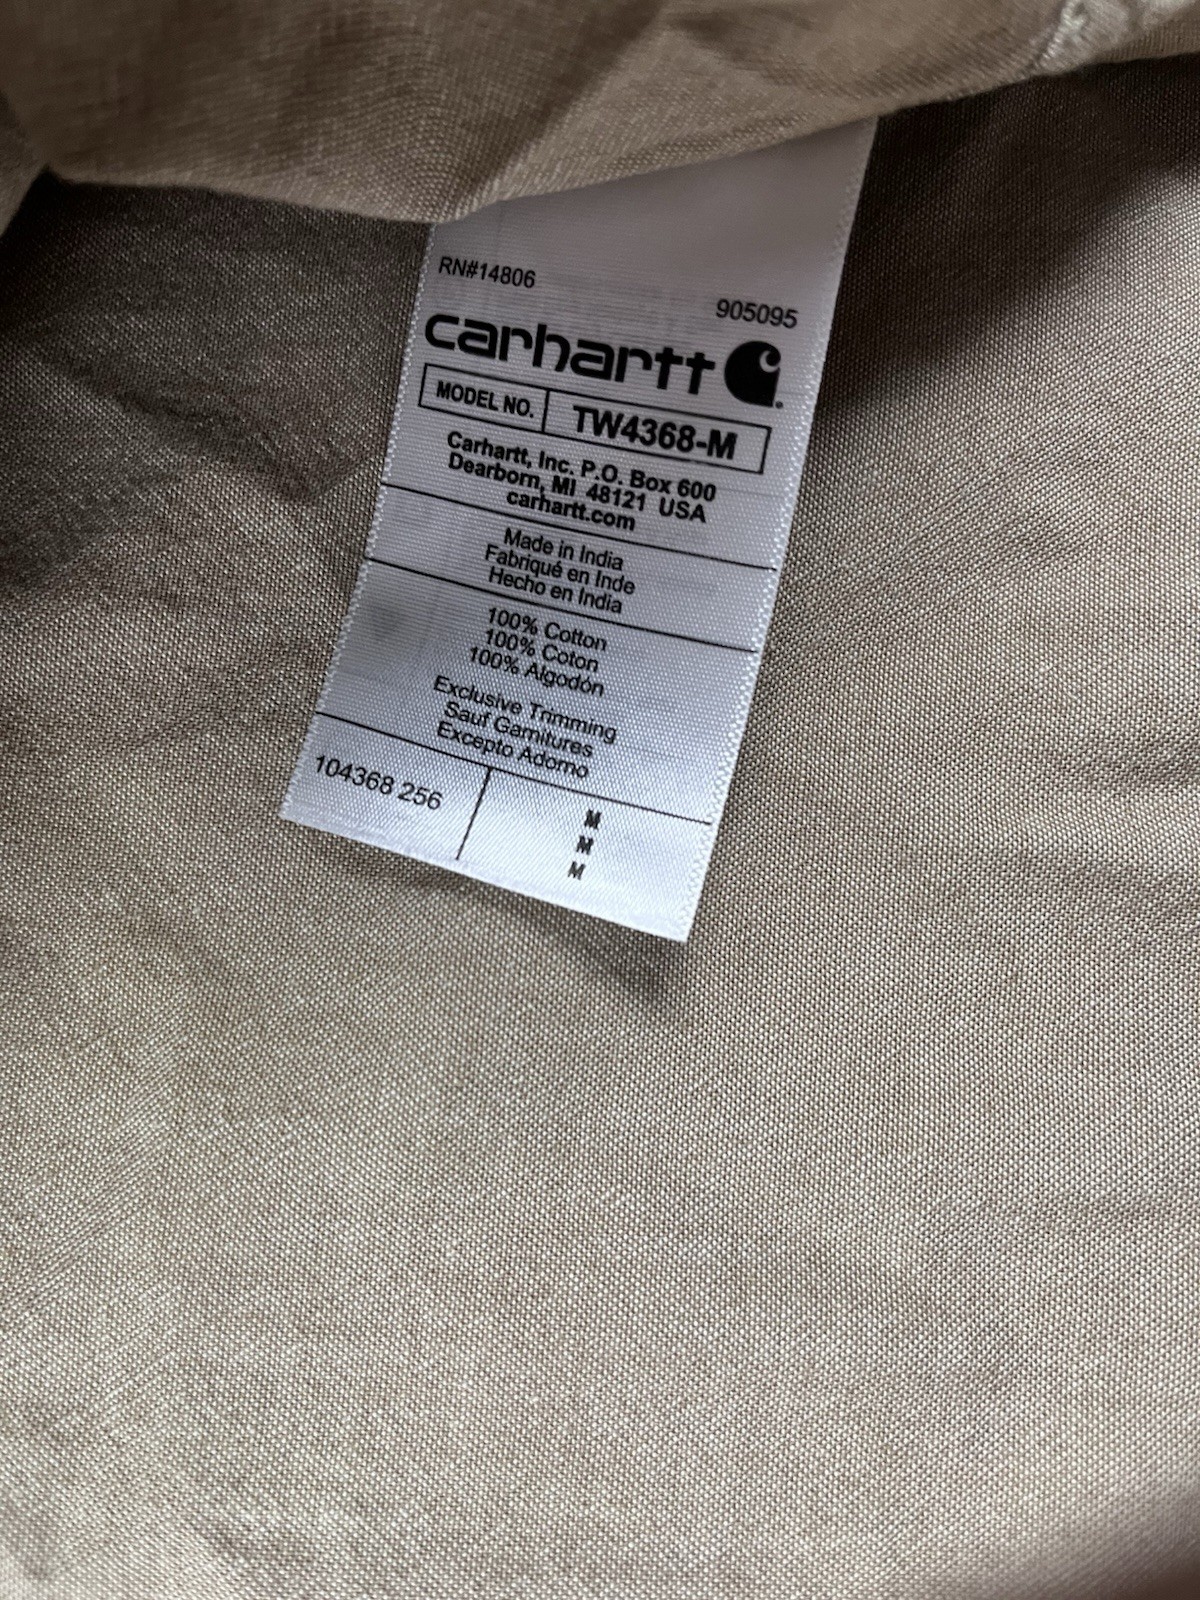 RN#14806
905095
carhartt
MODEL NO. TW4368-M
Carhartt, Inc. P.O. Box 600
Dearborn, MI 48121 USA
carhartt.com
Made in India
Fabriqué en Inde
Hecho en India
100% Cotton
100% Coton
100% Algodón
Exclusive Trimming
Sauf Garnitures
Excepto Adorno
104368 256
M
M
M